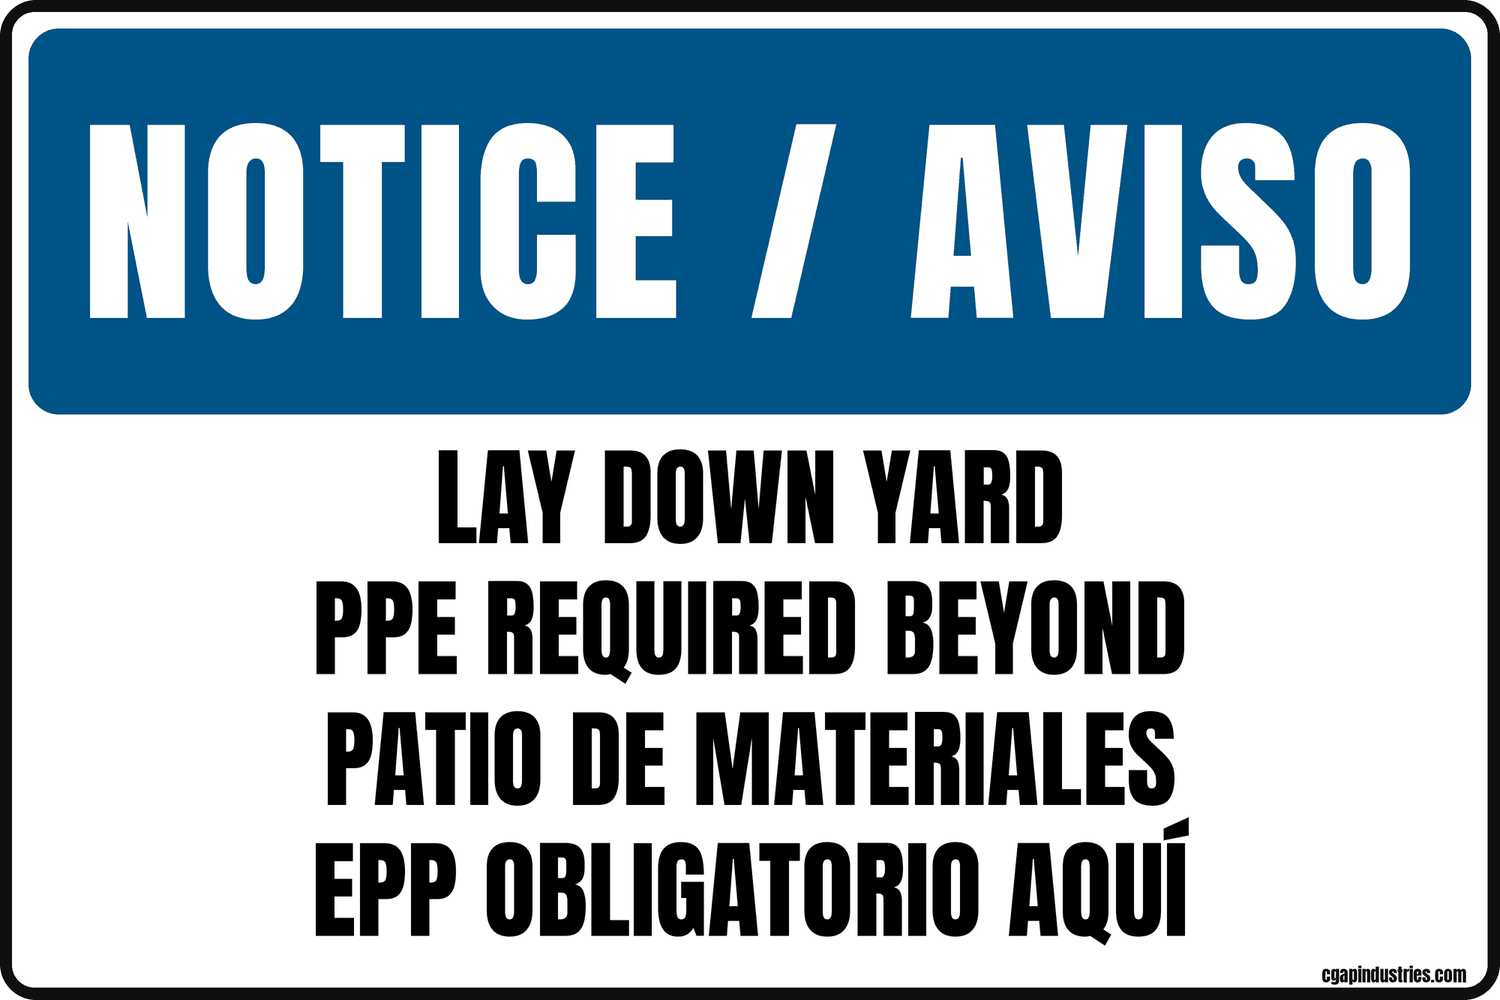 NOTICE / AVISO
LAY DOWN YARD
PPE REQUIRED BEYOND
PATIO DE MATERIALES
EPP OBLIGATORIO AQUÍ
cgapindustries.com